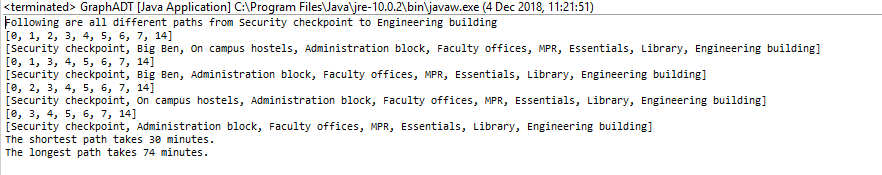 <terminated> GraphADT [Java Application] C:\Program Files\Java\jre-10.0.2\bin\javaw.exe (4 Dec 2018, 11:21:51)
Following are all different paths from Security checkpoint to Engineering building
[0, 1, 2, 3, 4, 5, 6, 7, 14]
[Security checkpoint, Big Ben, On campus hostels, Administration block, Faculty offices, MPR, Essentials, Library, Engineering building]
[0, 1, 3, 4, 5, 6, 7, 14]
[Security checkpoint, Big Ben, Administration block, Faculty offices, MPR, Essentials, Library, Engineering building]
[0, 2, 3, 4, 5, 6, 7, 14]
[Security checkpoint, On campus hostels, Administration block, Faculty offices, MPR, Essentials, Library, Engineering building]
[0, 3, 4, 5, 6, 7, 14]
[Security checkpoint, Administration block, Faculty offices, MPR, Essentials, Library, Engineering building]
The shortest path takes 30 minutes.
The longest path takes 74 minutes.